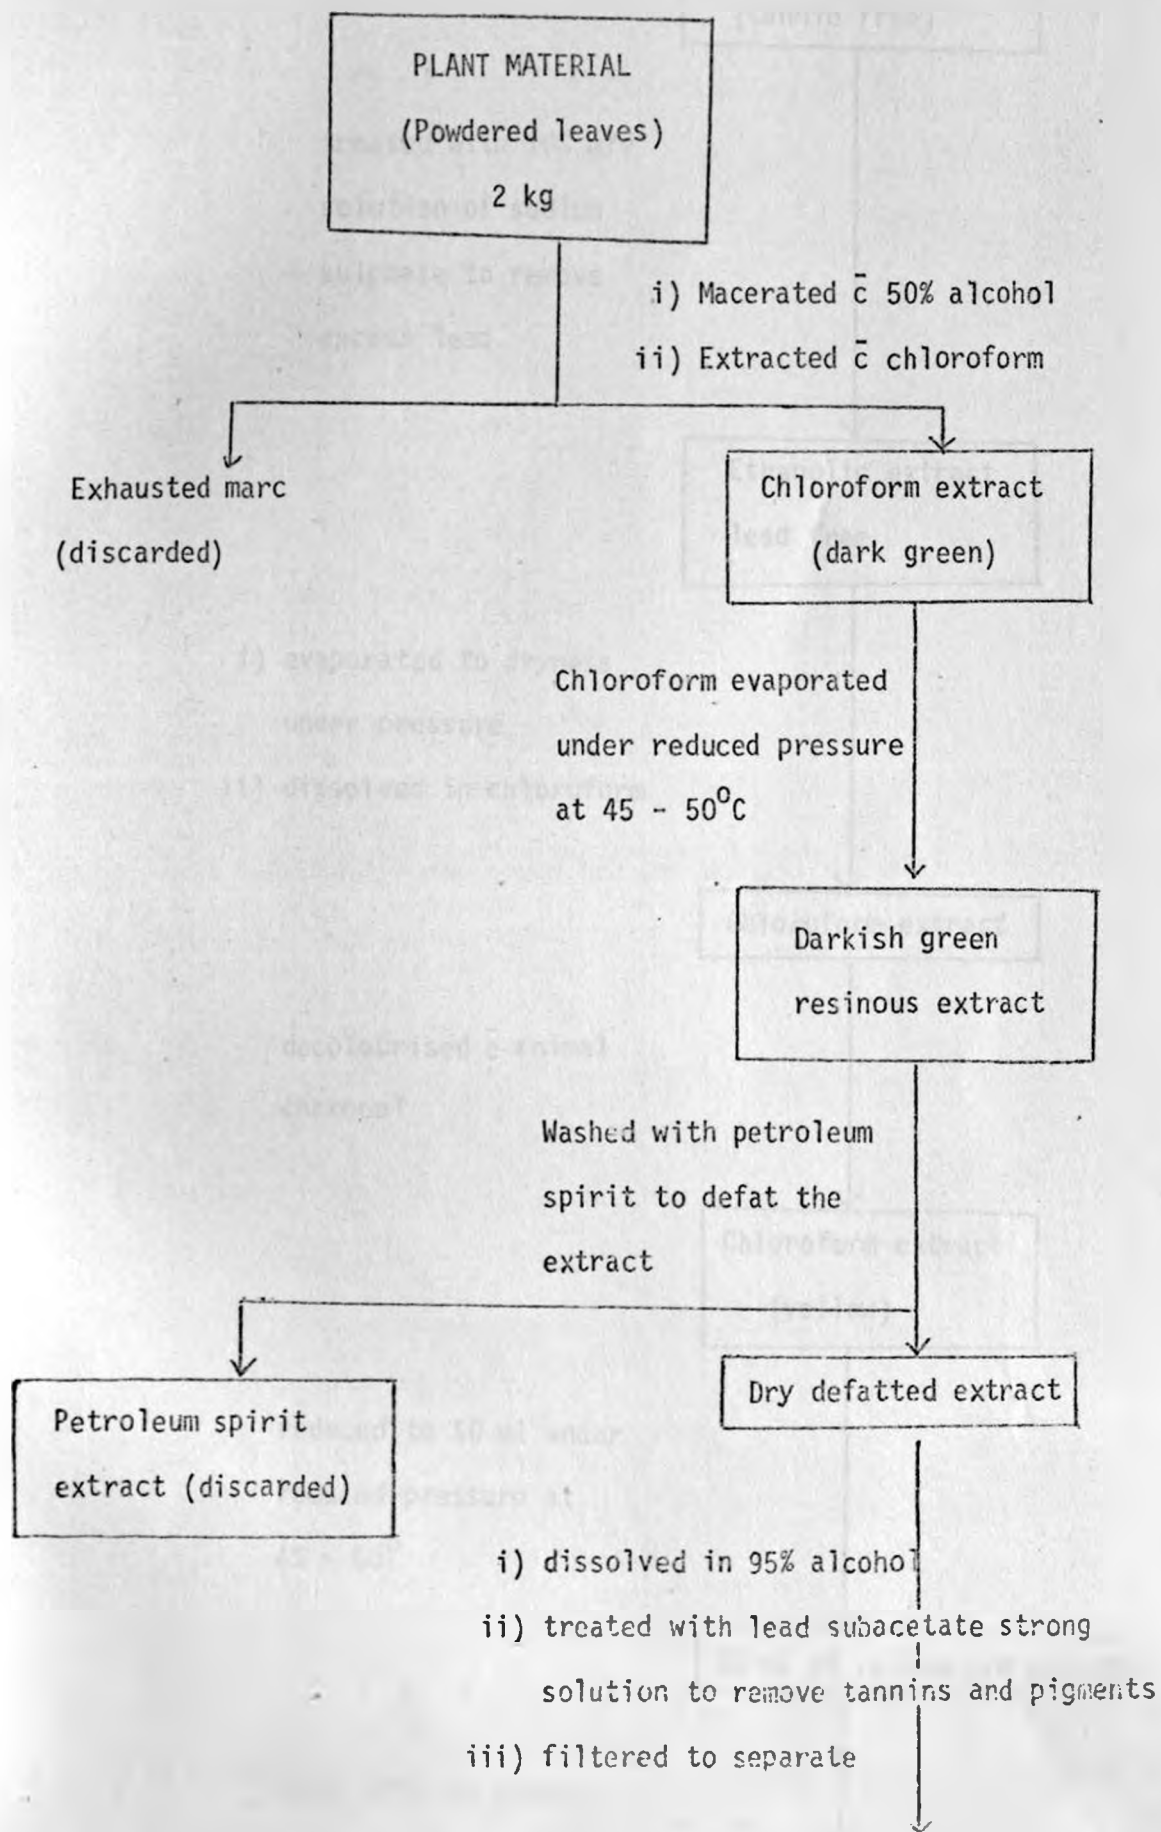 PLANT MATERIAL
(Powdered leaves)
2 kg
i) Macerated c̄ 50% alcohol
ii) Extracted c̄ chloroform
Exhausted marc
(discarded)
Chloroform extract
(dark green)
Chloroform evaporated
under reduced pressure
at 45 - 50°C
Darkish green
resinous extract
Washed with petroleum
spirit to defat the
extract
Petroleum spirit
extract (discarded)
Dry defatted extract
i) dissolved in 95% alcohol
ii) treated with lead subacetate strong
solution to remove tannins and pigments
iii) filtered to separate